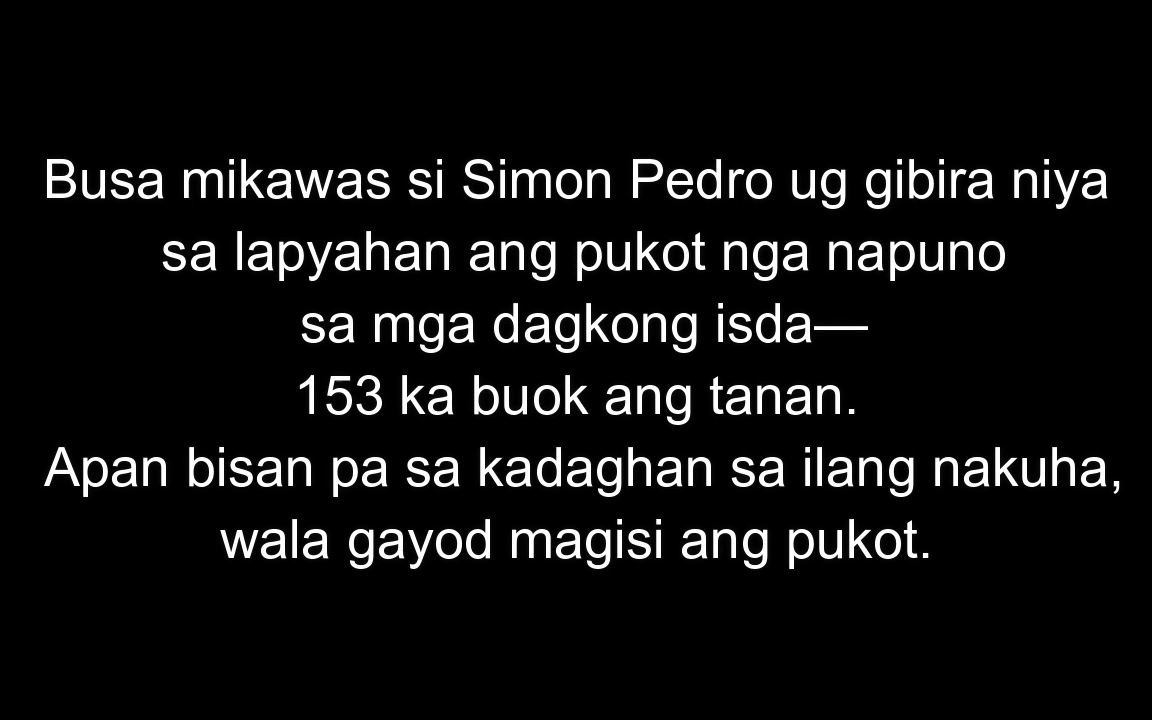 Busa mikawas si Simon Pedro ug gibira niya
sa lapyahan ang pukot nga napuno
sa mga dagkong isda—
153 ka buok ang tanan.
Apan bisan pa sa kadaghan sa ilang nakuha,
wala gayod magisi ang pukot.